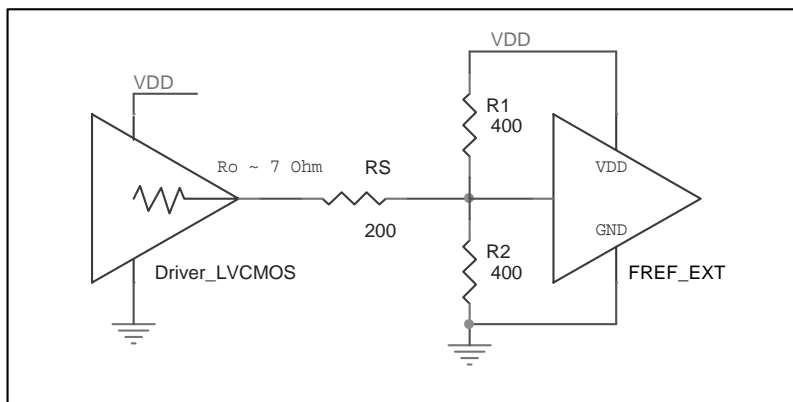 VDD
VDD
R1
400
Ro ~ 7 Ohm
RS
VDD
200
GND
R2
400
Driver_LVCMOS
FREF_EXT